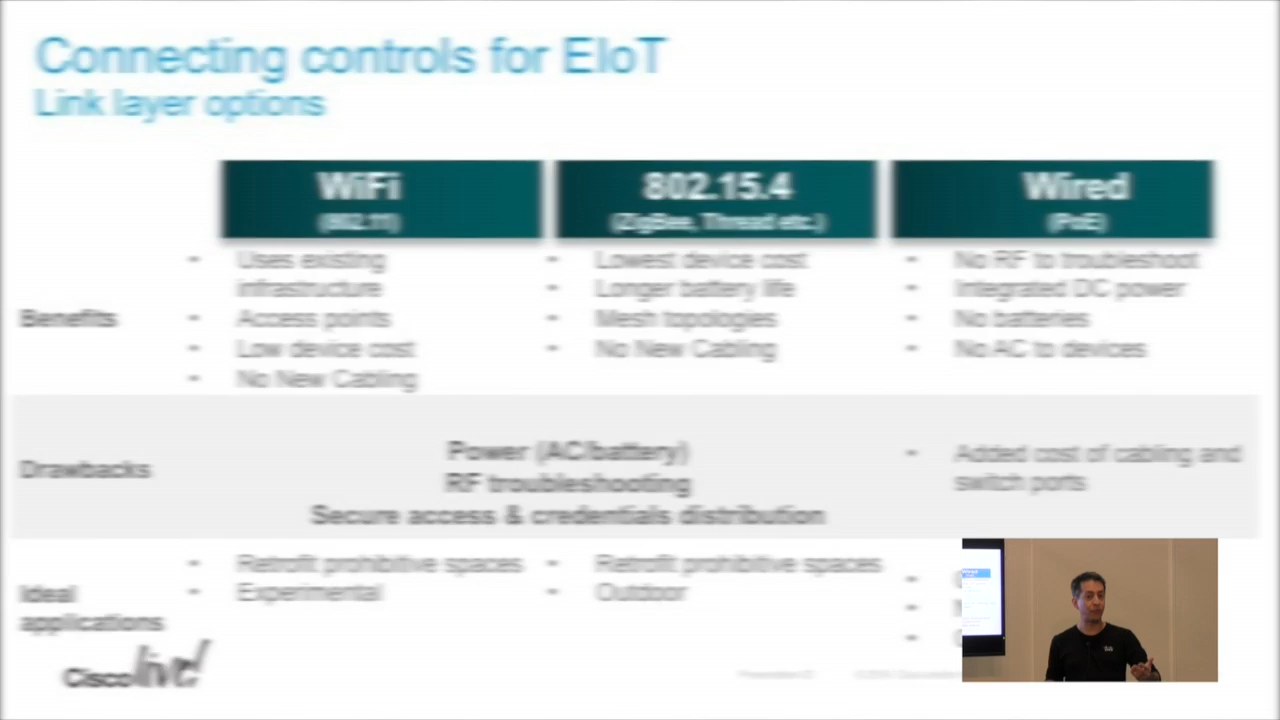 Connecting controls for EIoT
Link layer options
WiFi
(802.11)
802.15.4
(ZigBee, Thread etc.)
Wired
(PoE)
Benefits
- Uses existing
infrastructure
- Access points
- Low device cost
- No New Cabling
- Lowest device cost
- Longer battery life
- Mesh topologies
- No New Cabling
- No RF to troubleshoot
- Integrated DC power
- No batteries
- No AC to devices
Drawbacks
Power (AC/battery)
RF troubleshooting
Secure access & credentials distribution
- Added cost of cabling and
switch ports
Ideal
applications
- Retrofit prohibitive spaces
- Experimental
- Retrofit prohibitive spaces
- Outdoor
Cisco live!